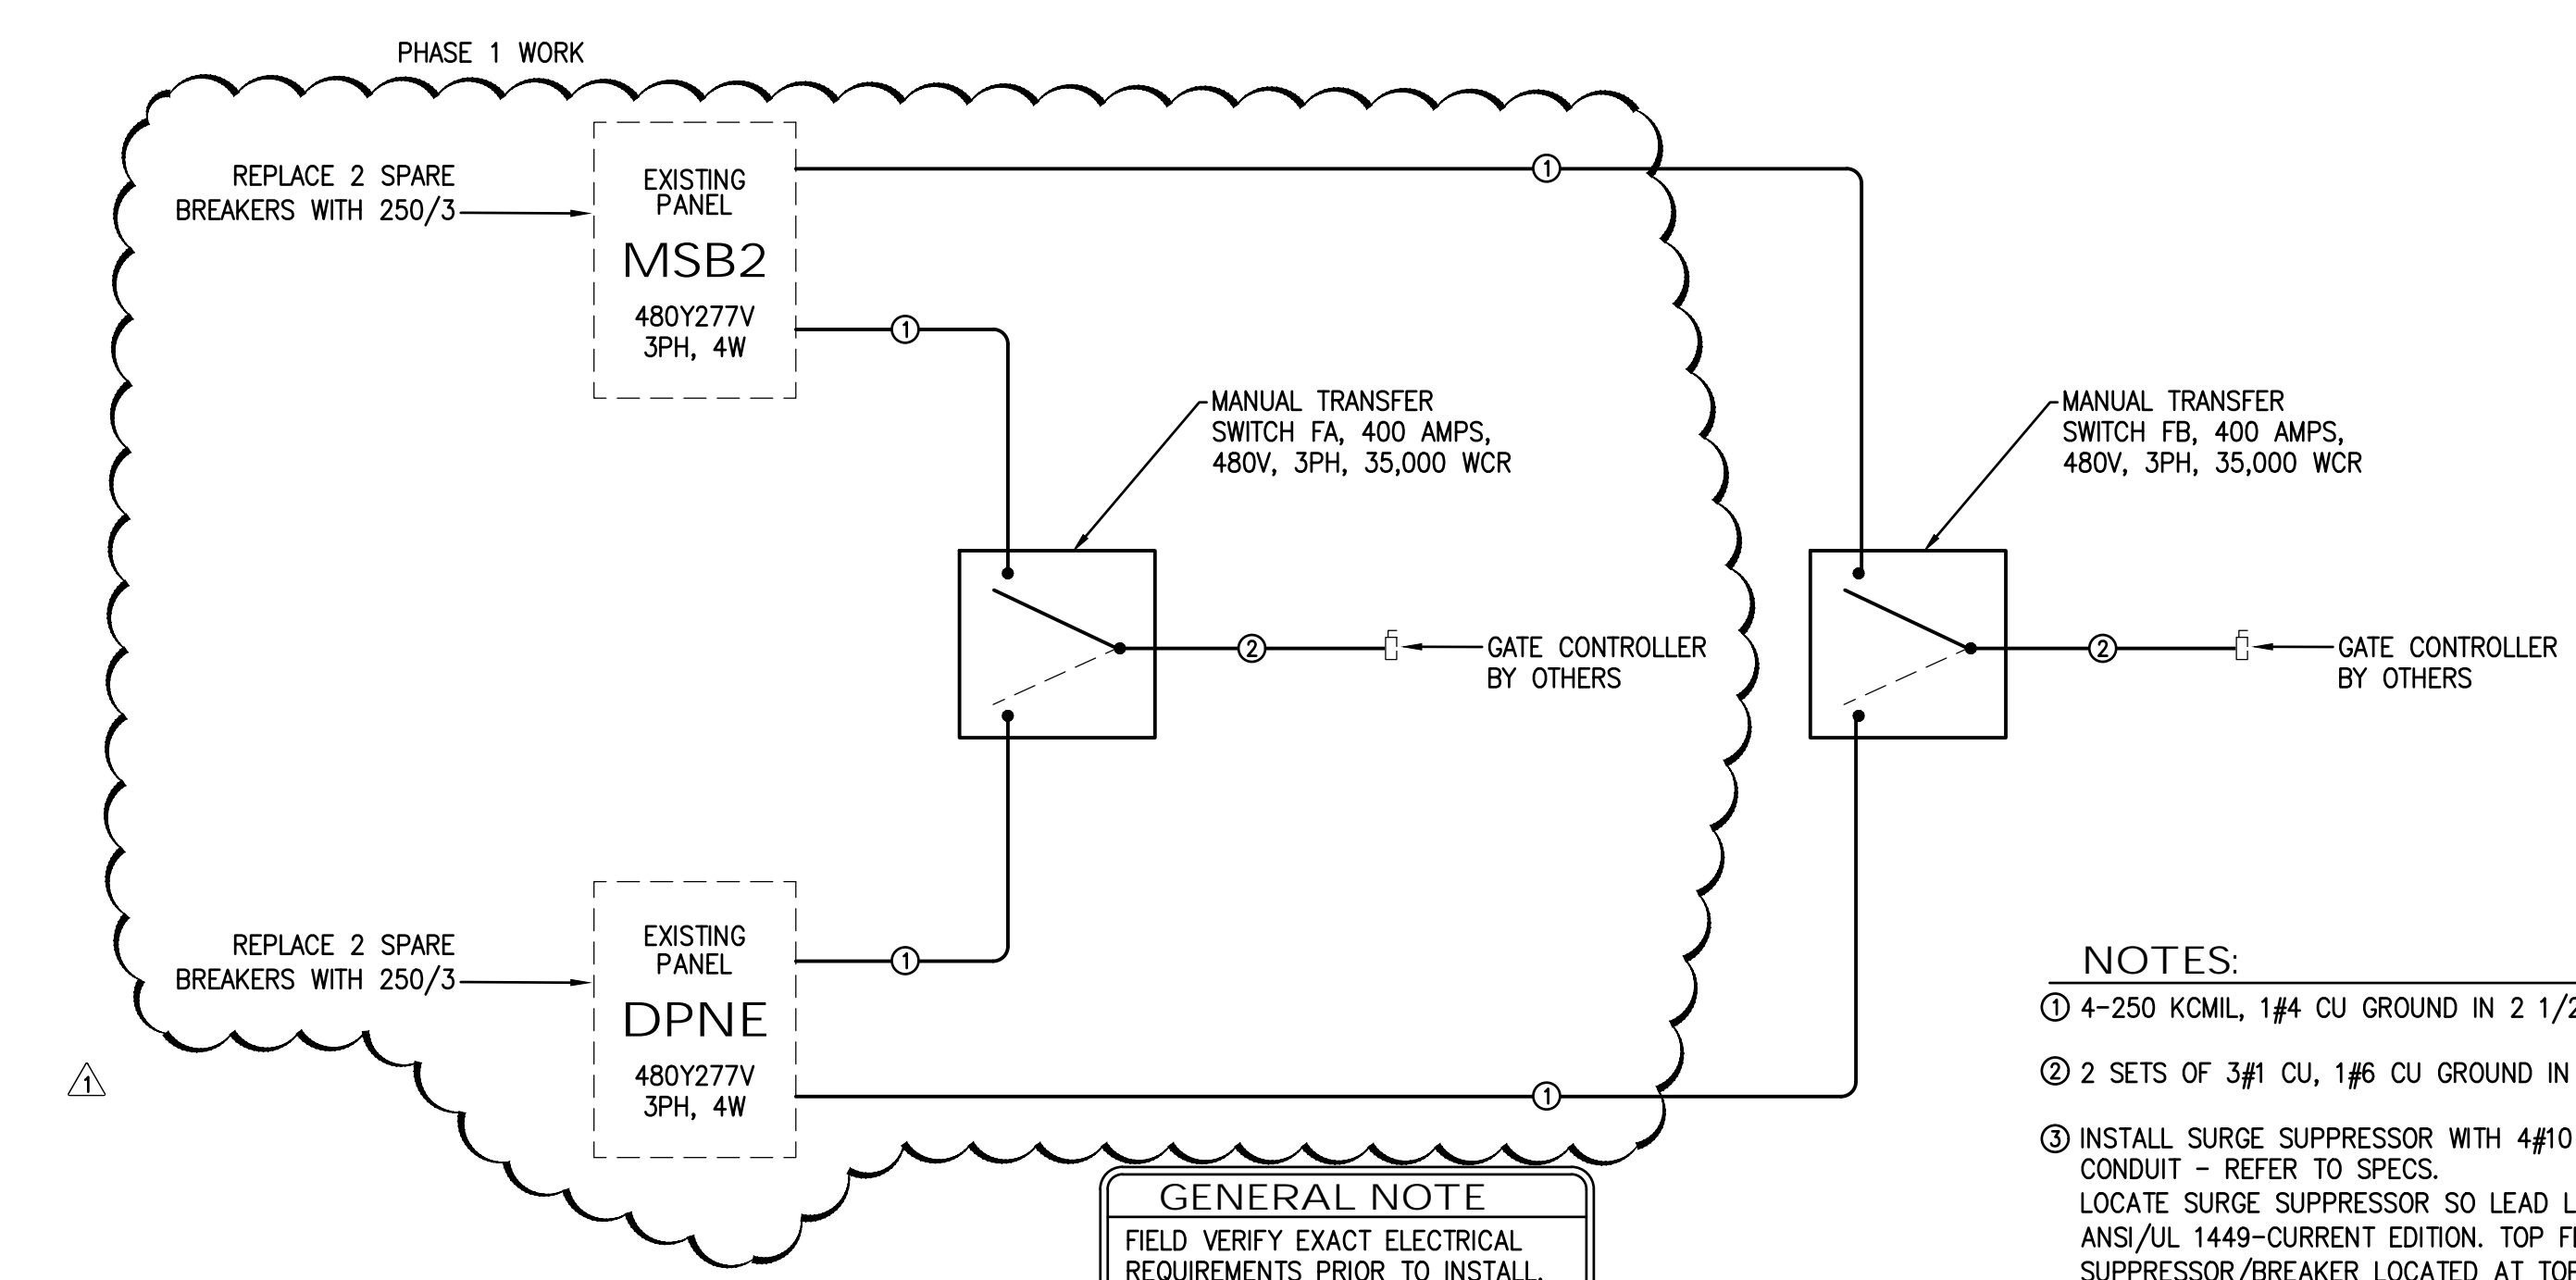 PHASE 1 WORK
REPLACE 2 SPARE
BREAKERS WITH 250/3
EXISTING
PANEL
MSB2
480Y277V
3PH, 4W
1
1
MANUAL TRANSFER
SWITCH FA, 400 AMPS,
480V, 3PH, 35,000 WCR
2
GATE CONTROLLER
BY OTHERS
MANUAL TRANSFER
SWITCH FB, 400 AMPS,
480V, 3PH, 35,000 WCR
2
GATE CONTROLLER
BY OTHERS
REPLACE 2 SPARE
BREAKERS WITH 250/3
EXISTING
PANEL
DPNE
480Y277V
3PH, 4W
1
1
1
GENERAL NOTE
FIELD VERIFY EXACT ELECTRICAL
REQUIREMENTS PRIOR TO INSTALL.
NOTES:
1 4-250 KCMIL, 1#4 CU GROUND IN 2 1/2
2 2 SETS OF 3#1 CU, 1#6 CU GROUND IN
3 INSTALL SURGE SUPPRESSOR WITH 4#10
CONDUIT - REFER TO SPECS.
LOCATE SURGE SUPPRESSOR SO LEAD
ANSI/UL 1449-CURRENT EDITION. TOP
SUPPRESSOR/BREAKER LOCATED AT TOP